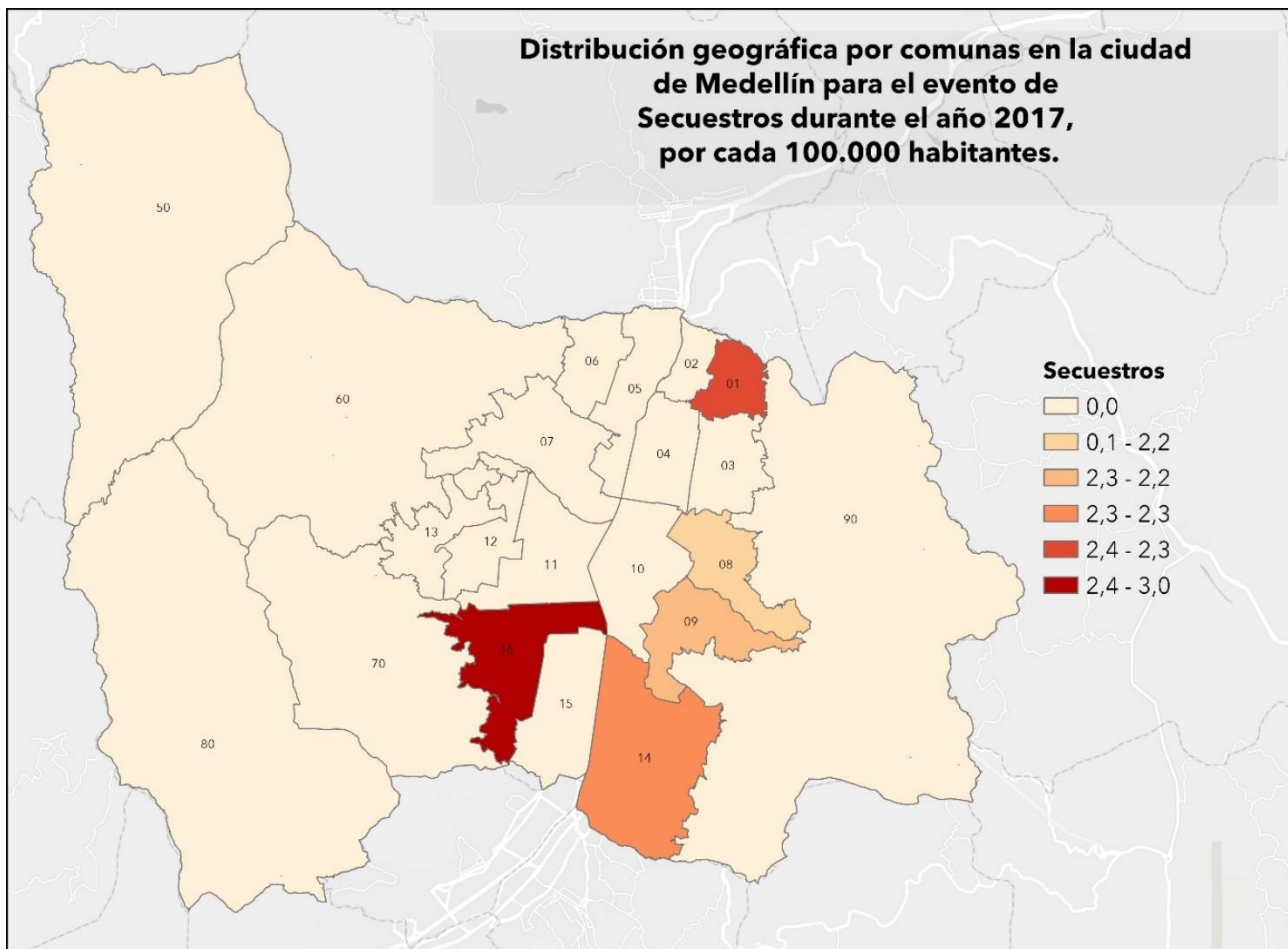 Distribución geográfica por comunas en la ciudad
de Medellín para el evento de
Secuestros durante el año 2017,
por cada 100.000 habitantes.
50
60
06
05
02
01
07
04
03
90
13
12
11
10
08
09
16
70
15
80
14
Secuestros
0,0
0,1 - 2,2
2,3 - 2,2
2,3 - 2,3
2,4 - 2,3
2,4 - 3,0